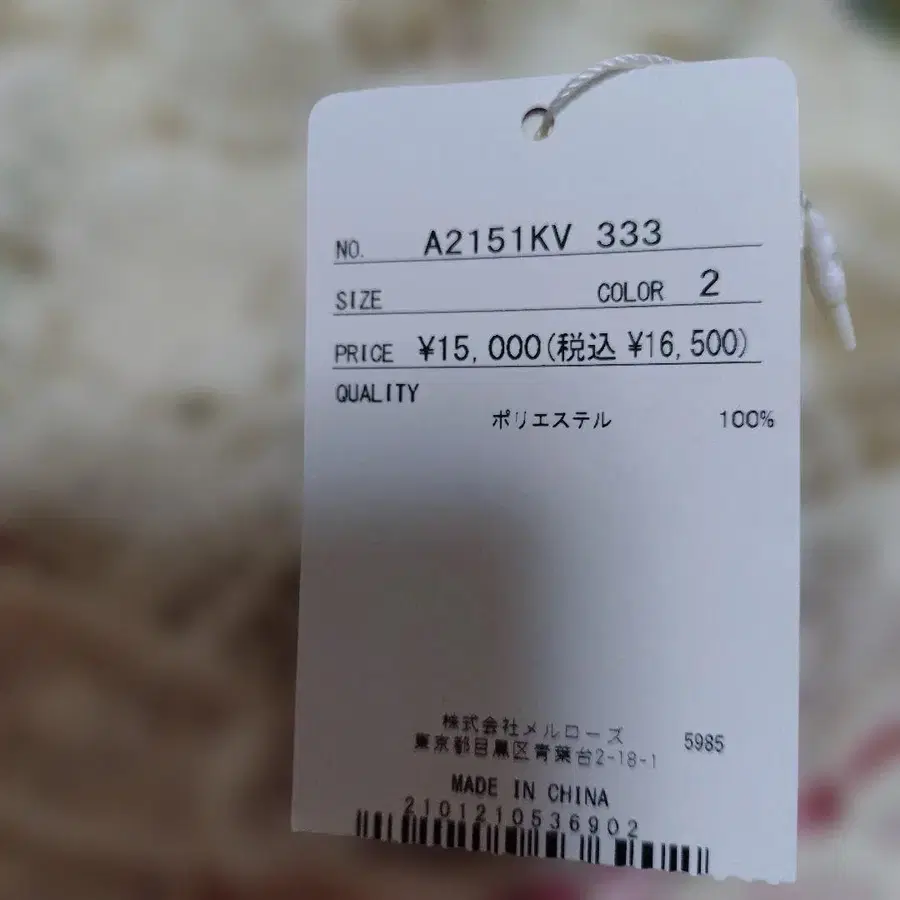 NO. A2151KV 333
SIZE COLOR 2
PRICE ¥15,000(税込 ¥16,500)
QUALITY
ポリエステル 100%
株式会社メルローズ 5985
東京都目黒区青葉台2-18-1
MADE IN CHINA
2101210536902